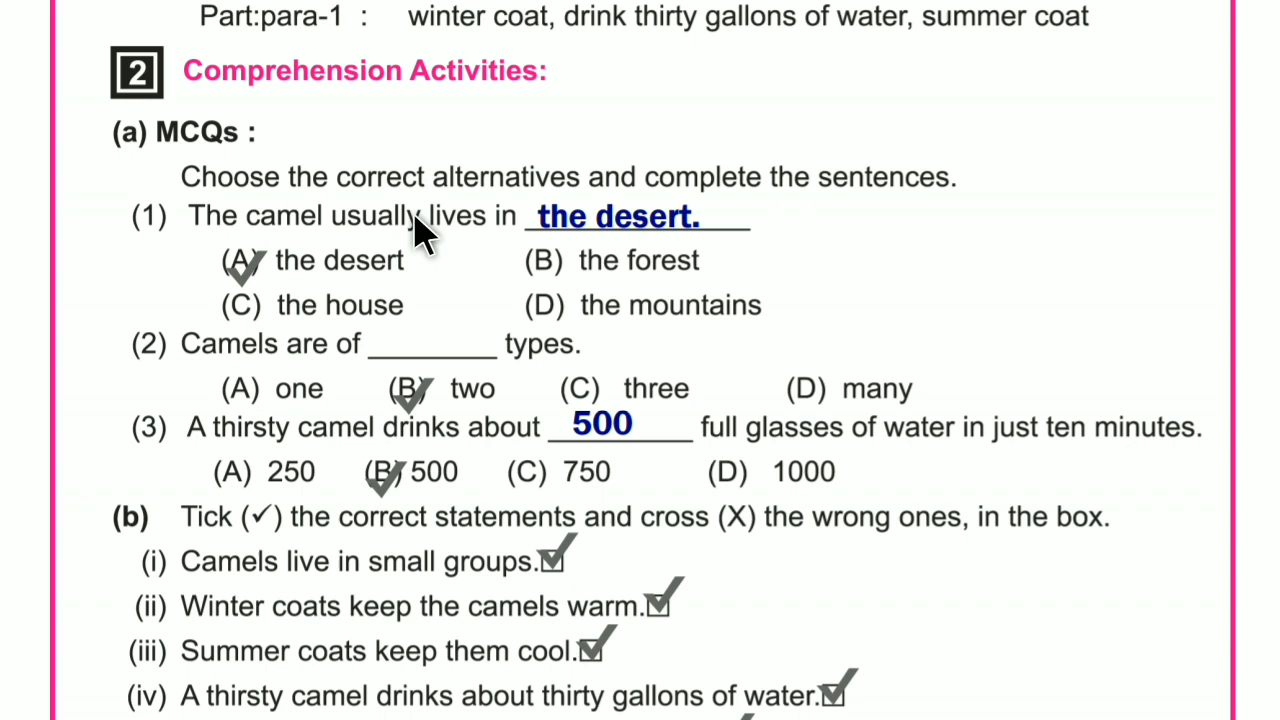 Part:para-1 : winter coat, drink thirty gallons of water, summer coat
2 Comprehension Activities:
(a) MCQs :
Choose the correct alternatives and complete the sentences.
(1) The camel usually lives in the desert.
(A) the desert (B) the forest
(C) the house (D) the mountains
(2) Camels are of ________ types.
(A) one (B) two (C) three (D) many
(3) A thirsty camel drinks about 500 full glasses of water in just ten minutes.
(A) 250 (B) 500 (C) 750 (D) 1000
(b) Tick (✓) the correct statements and cross (X) the wrong ones, in the box.
(i) Camels live in small groups. ✓
(ii) Winter coats keep the camels warm. ✓
(iii) Summer coats keep them cool. ✓
(iv) A thirsty camel drinks about thirty gallons of water. ✓